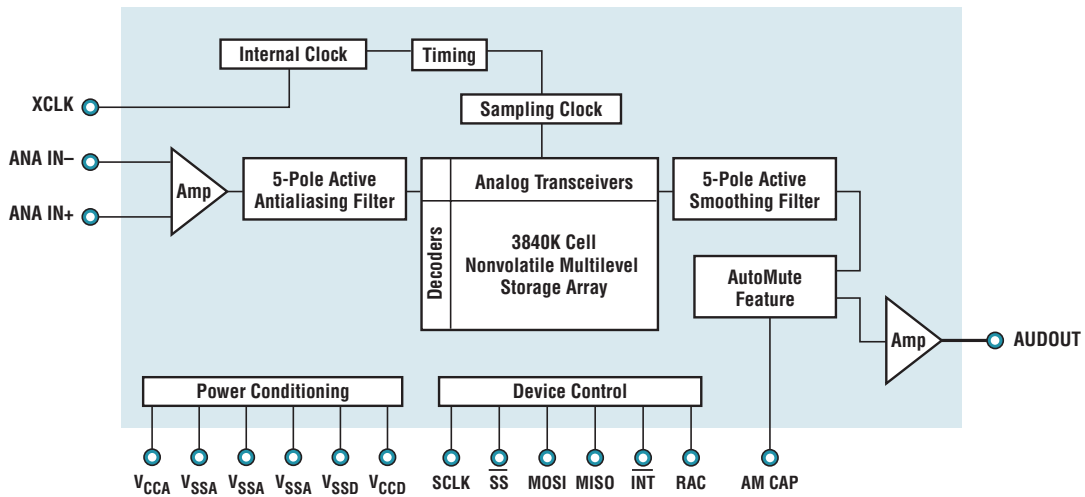 Internal Clock
Timing
XCLK
Sampling Clock
ANA IN–
ANA IN+
Amp
5-Pole Active
Antialiasing Filter
Analog Transceivers
Decoders
3840K Cell
Nonvolatile Multilevel
Storage Array
5-Pole Active
Smoothing Filter
AutoMute
Feature
Amp
AUDOUT
Power Conditioning
Device Control
VCCA
VSSA
VSSA
VSSA
VSSD
VCCD
SCLK
S̅S̅
MOSI
MISO
I̅N̅T̅
RAC
AM CAP